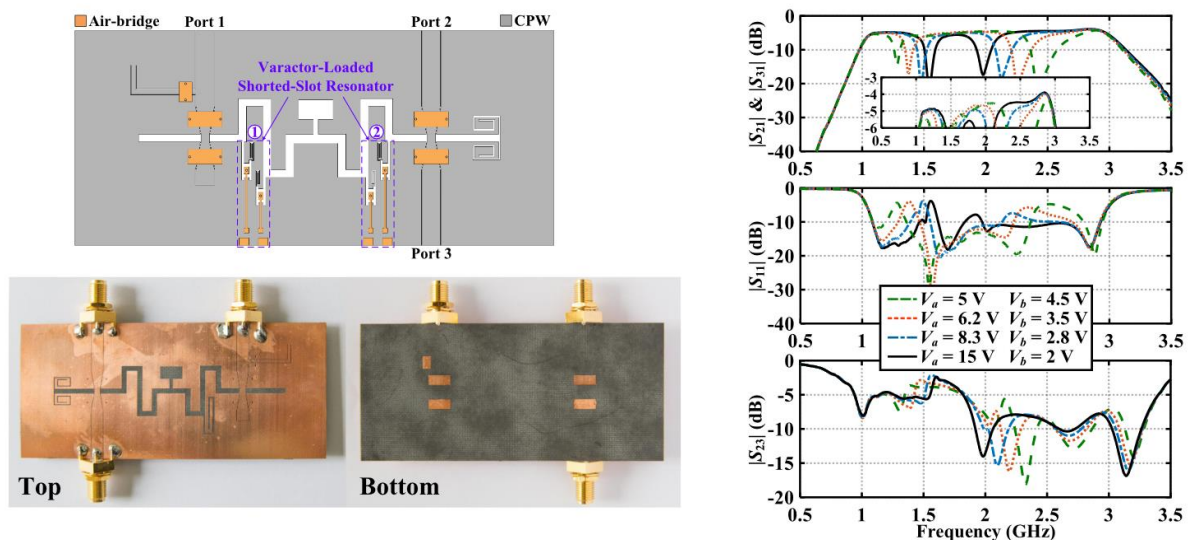 Air-bridge Port 1 Port 2 CPW
Varactor-Loaded
Shorted-Slot Resonator
① ②
Port 3
Top Bottom
|S21| & |S31| (dB)
0
-10
-20
-30
-40
-3
-4
-5
-6
0.5 1 1.5 2 2.5 3 3.5
0.5 1 1.5 2 2.5 3 3.5
|S11| (dB)
0
-10
-20
-30
-40
Va = 5 V Vb = 4.5 V
Va = 6.2 V Vb = 3.5 V
Va = 8.3 V Vb = 2.8 V
Va = 15 V Vb = 2 V
0.5 1 1.5 2 2.5 3 3.5
|S23| (dB)
0
-5
-10
-15
-20
0.5 1 1.5 2 2.5 3 3.5
Frequency (GHz)